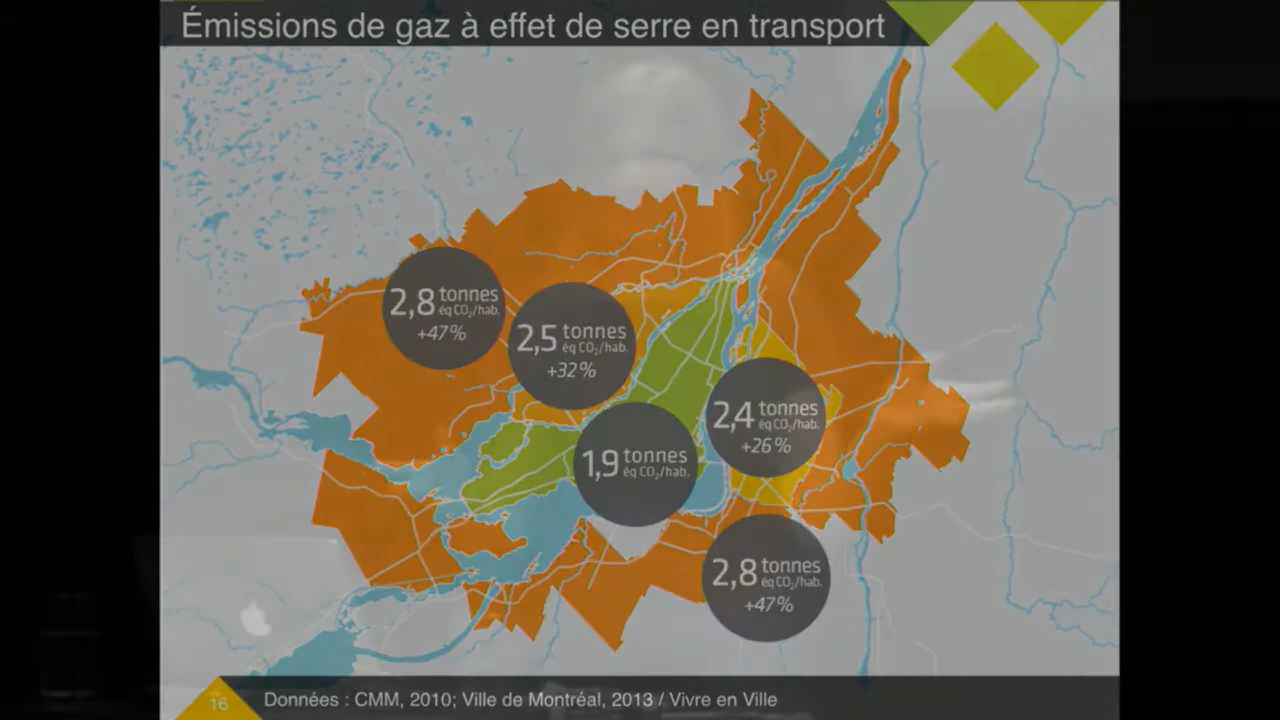 Émissions de gaz à effet de serre en transport
2,8 tonnes
éq CO₂/hab.
+47%
2,5 tonnes
éq CO₂/hab.
+32%
2,4 tonnes
éq CO₂/hab.
+26%
1,9 tonnes
éq CO₂/hab.
2,8 tonnes
éq CO₂/hab.
+47%
16
Données : CMM, 2010; Ville de Montréal, 2013 / Vivre en Ville